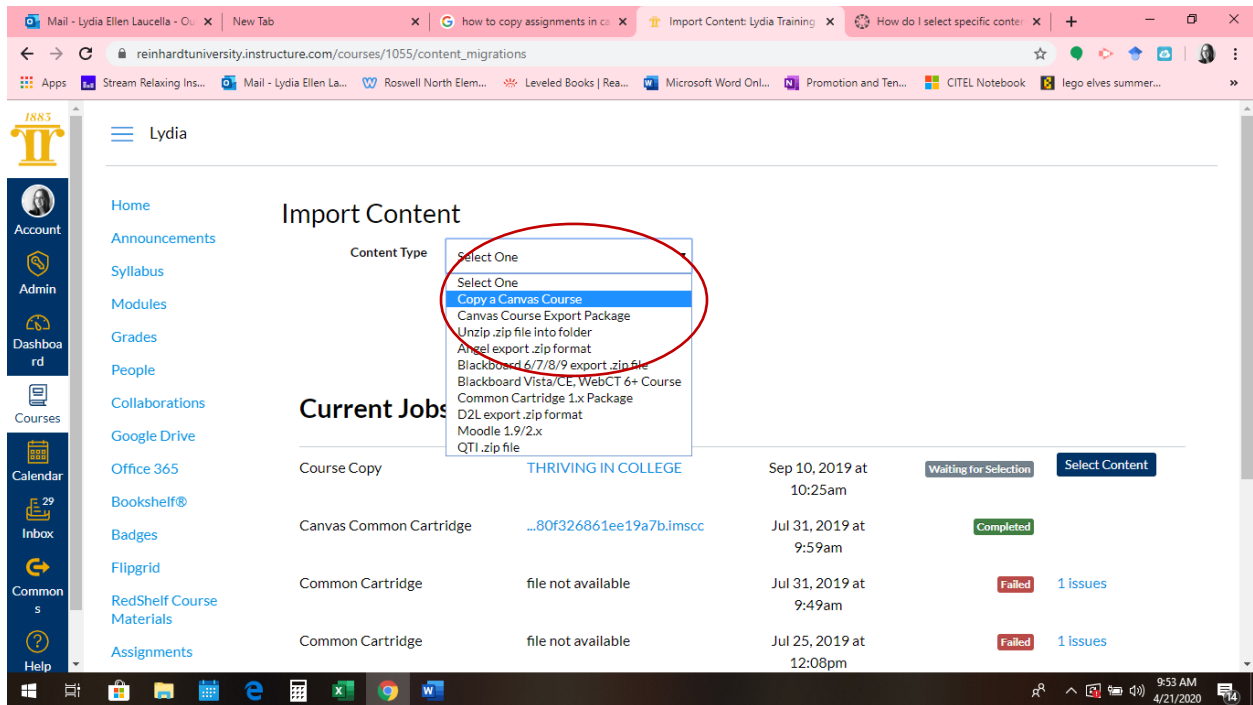 Mail - Lydia Ellen Laucella - Ou
New Tab
how to copy assignments in ca
Import Content: Lydia Training
How do I select specific conten
reinhardtuniversity.instructure.com/courses/1055/content_migrations
Apps
Stream Relaxing Ins...
Mail - Lydia Ellen La...
Roswell North Elem...
Leveled Books | Rea...
Microsoft Word Onl...
Promotion and Ten...
CITEL Notebook
lego elves summer...
»
1883
Lydia
Account
Admin
Dashboa
rd
Courses
Calendar
29
Inbox
Common
s
Help
Home
Announcements
Syllabus
Modules
Grades
People
Collaborations
Google Drive
Office 365
Bookshelf®
Badges
Flipgrid
RedShelf Course
Materials
Assignments
Import Content
Content Type
Select One
Select One
Copy a Canvas Course
Canvas Course Export Package
Unzip .zip file into folder
Angel export .zip format
Blackboard 6/7/8/9 export .zip file
Blackboard Vista/CE, WebCT 6+ Course
Common Cartridge 1.x Package
D2L export .zip format
Moodle 1.9/2.x
QTI .zip file
Current Jobs
Course Copy THRIVING IN COLLEGE Sep 10, 2019 at Waiting for Selection Select Content
10:25am
Canvas Common Cartridge ...80f326861ee19a7b.imscc Jul 31, 2019 at Completed
9:59am
Common Cartridge file not available Jul 31, 2019 at Failed 1 issues
9:49am
Common Cartridge file not available Jul 25, 2019 at Failed 1 issues
12:08pm
9:53 AM
4/21/2020
14